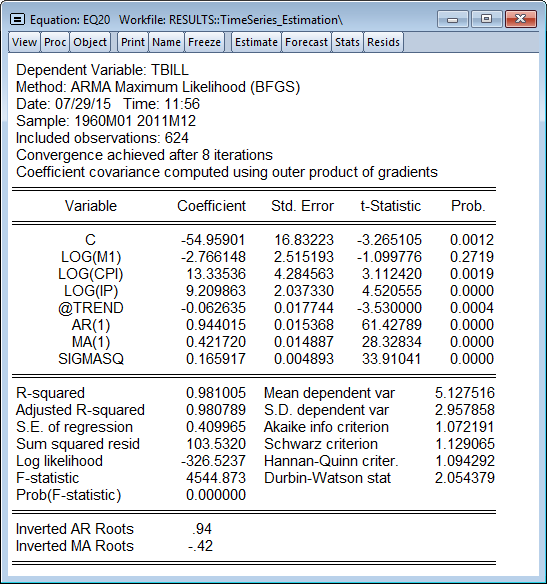 Equation: EQ20 Workfile: RESULTS::TimeSeries_Estimation\
View Proc Object Print Name Freeze Estimate Forecast Stats Resids
Dependent Variable: TBILL
Method: ARMA Maximum Likelihood (BFGS)
Date: 07/29/15 Time: 11:56
Sample: 1960M01 2011M12
Included observations: 624
Convergence achieved after 8 iterations
Coefficient covariance computed using outer product of gradients
Variable Coefficient Std. Error t-Statistic Prob.
C -54.95901 16.83223 -3.265105 0.0012
LOG(M1) -2.766148 2.515193 -1.099776 0.2719
LOG(CPI) 13.33536 4.284563 3.112420 0.0019
LOG(IP) 9.209863 2.037330 4.520555 0.0000
@TREND -0.062635 0.017744 -3.530000 0.0004
AR(1) 0.944015 0.015368 61.42789 0.0000
MA(1) 0.421720 0.014887 28.32834 0.0000
SIGMASQ 0.165917 0.004893 33.91041 0.0000
R-squared 0.981005 Mean dependent var 5.127516
Adjusted R-squared 0.980789 S.D. dependent var 2.957858
S.E. of regression 0.409965 Akaike info criterion 1.072191
Sum squared resid 103.5320 Schwarz criterion 1.129065
Log likelihood -326.5237 Hannan-Quinn criter. 1.094292
F-statistic 4544.873 Durbin-Watson stat 2.054379
Prob(F-statistic) 0.000000
Inverted AR Roots .94
Inverted MA Roots -.42